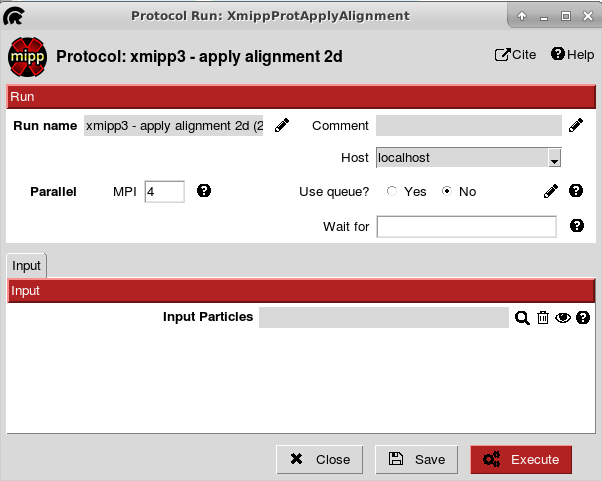 Protocol Run: XmippProtApplyAlignment
mipp
Protocol: xmipp3 - apply alignment 2d
Cite
Help
Run
Run name xmipp3 - apply alignment 2d (2 Comment
Host localhost
Parallel MPI 4 Use queue? Yes No
Wait for
Input
Input
Input Particles
Close Save Execute